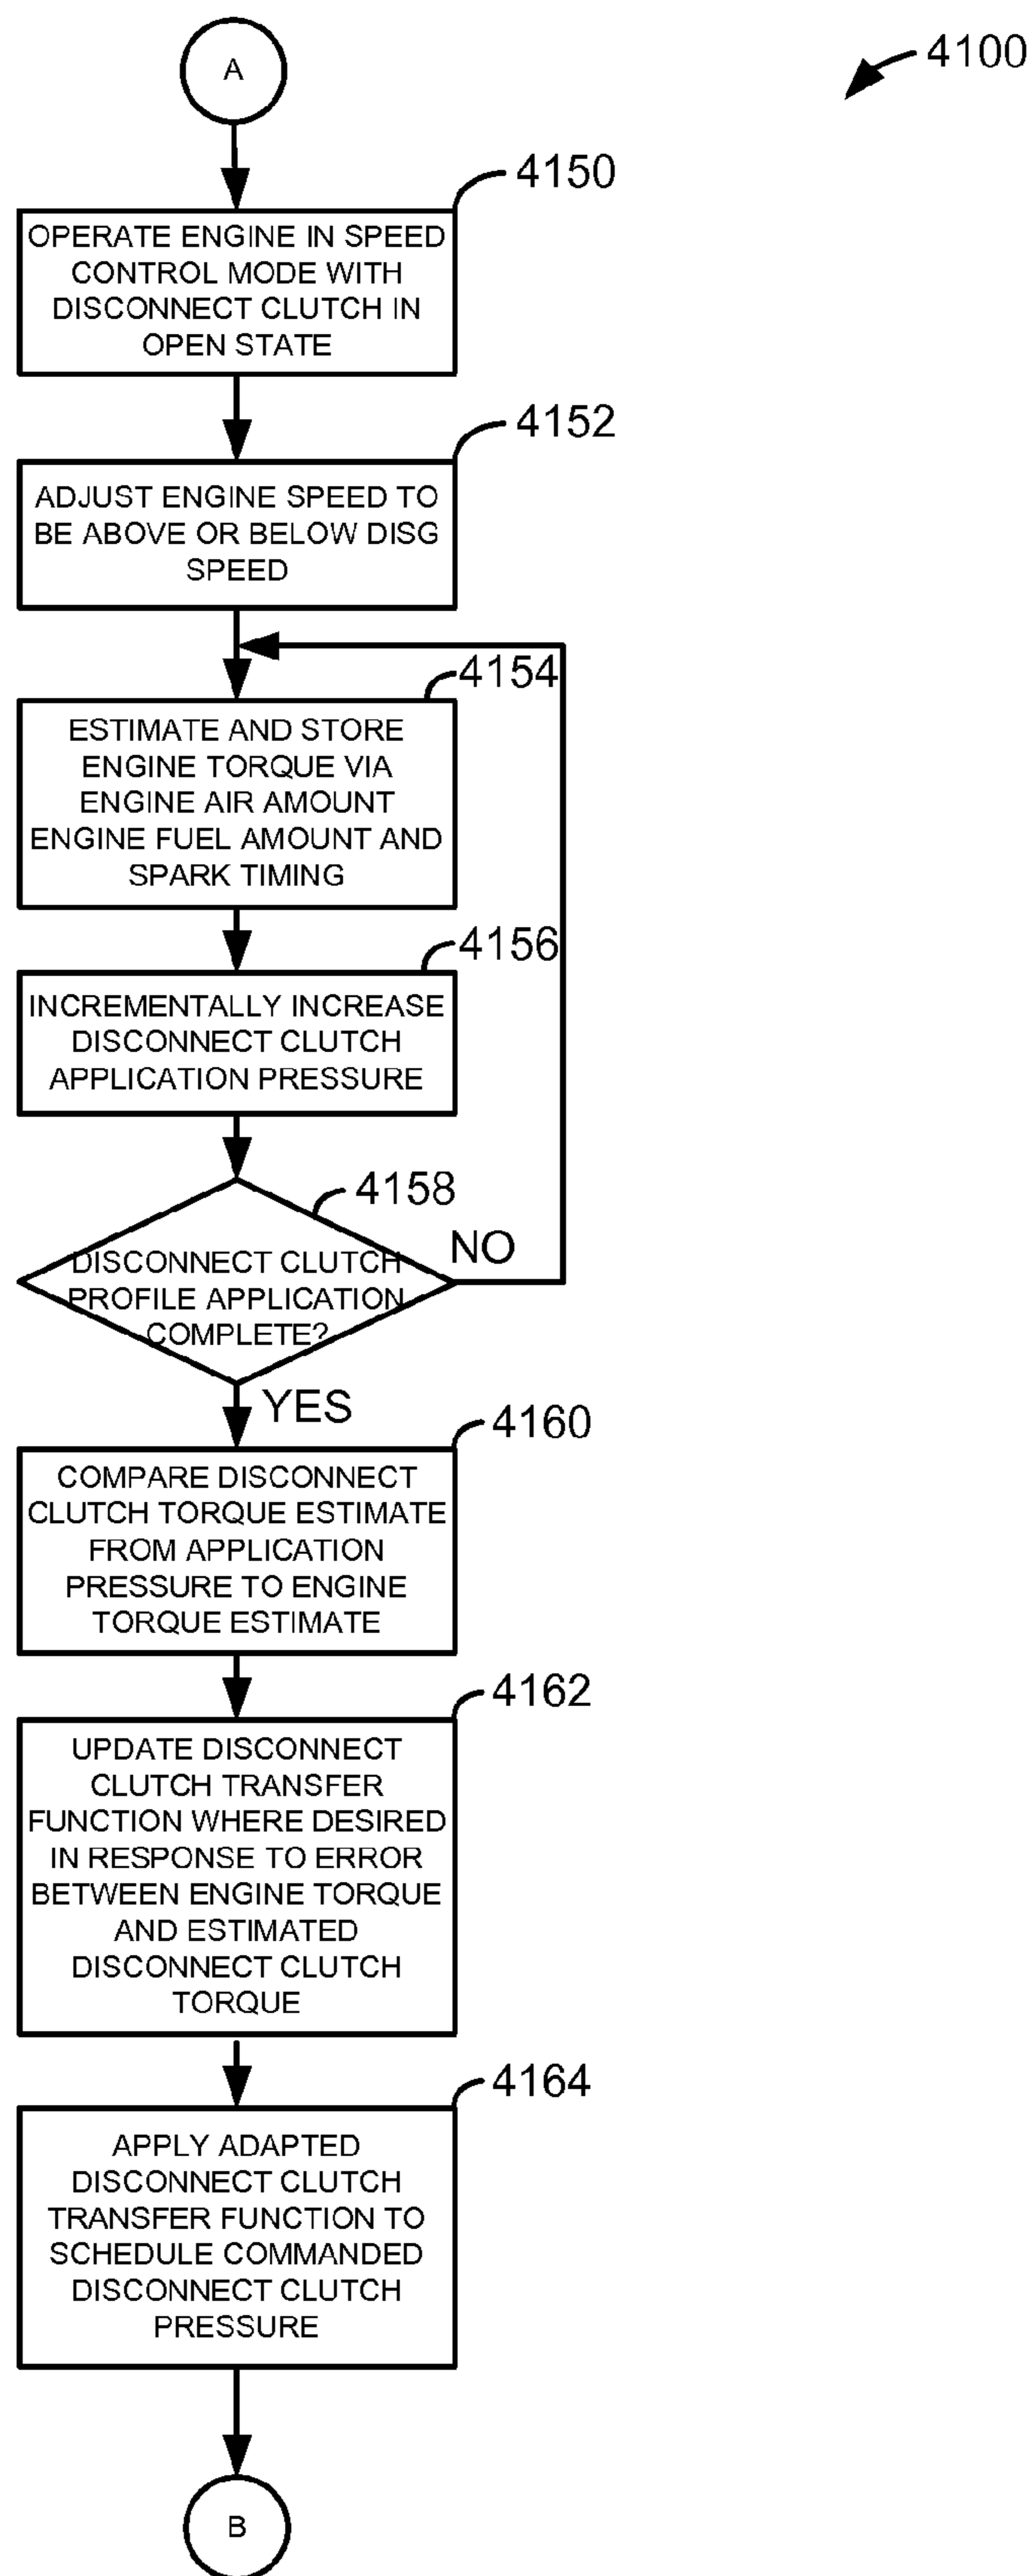 A
4100
4150
OPERATE ENGINE IN SPEED
CONTROL MODE WITH
DISCONNECT CLUTCH IN
OPEN STATE
4152
ADJUST ENGINE SPEED TO
BE ABOVE OR BELOW DISG
SPEED
4154
ESTIMATE AND STORE
ENGINE TORQUE VIA
ENGINE AIR AMOUNT
ENGINE FUEL AMOUNT AND
SPARK TIMING
4156
INCREMENTALLY INCREASE
DISCONNECT CLUTCH
APPLICATION PRESSURE
4158
DISCONNECT CLUTCH
PROFILE APPLICATION
COMPLETE?
NO
YES
4160
COMPARE DISCONNECT
CLUTCH TORQUE ESTIMATE
FROM APPLICATION
PRESSURE TO ENGINE
TORQUE ESTIMATE
4162
UPDATE DISCONNECT
CLUTCH TRANSFER
FUNCTION WHERE DESIRED
IN RESPONSE TO ERROR
BETWEEN ENGINE TORQUE
AND ESTIMATED
DISCONNECT CLUTCH
TORQUE
4164
APPLY ADAPTED
DISCONNECT CLUTCH
TRANSFER FUNCTION TO
SCHEDULE COMMANDED
DISCONNECT CLUTCH
PRESSURE
B